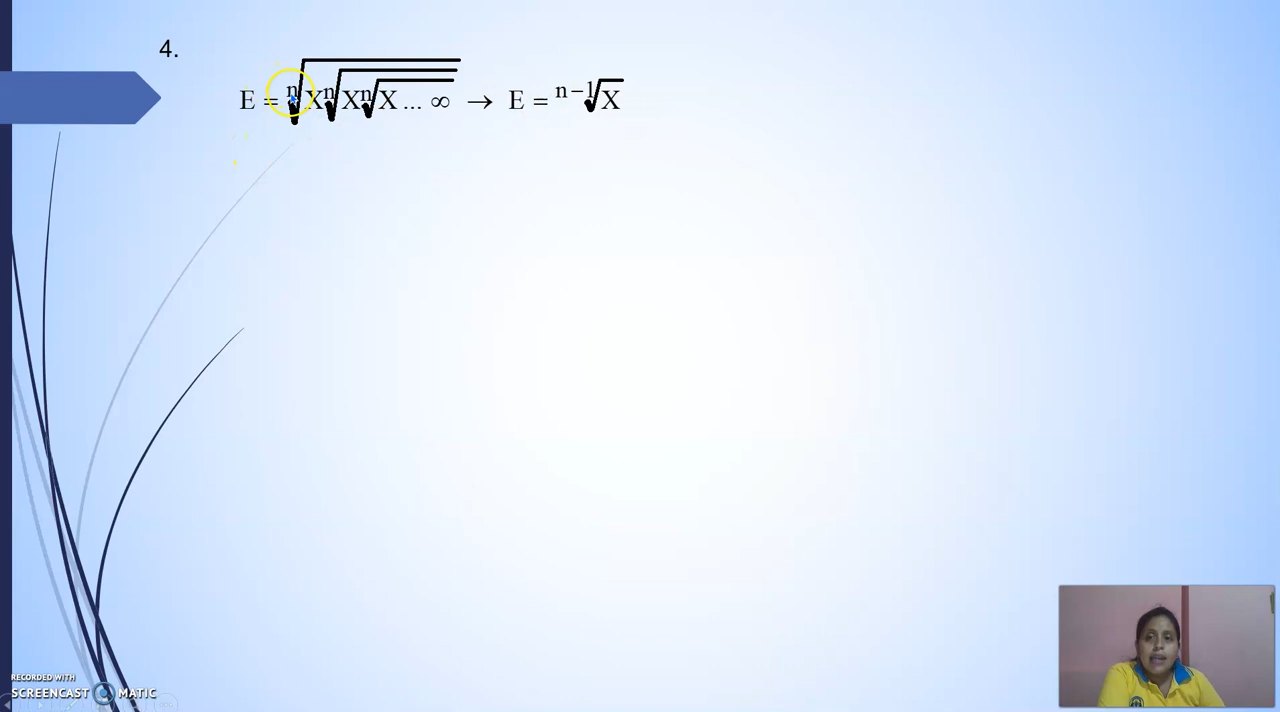 4.
E = ⁿ√X ⁿ√X ⁿ√X ... ∞ → E = ⁿ⁻¹√X
RECORDED WITH
SCREENCAST MATIC